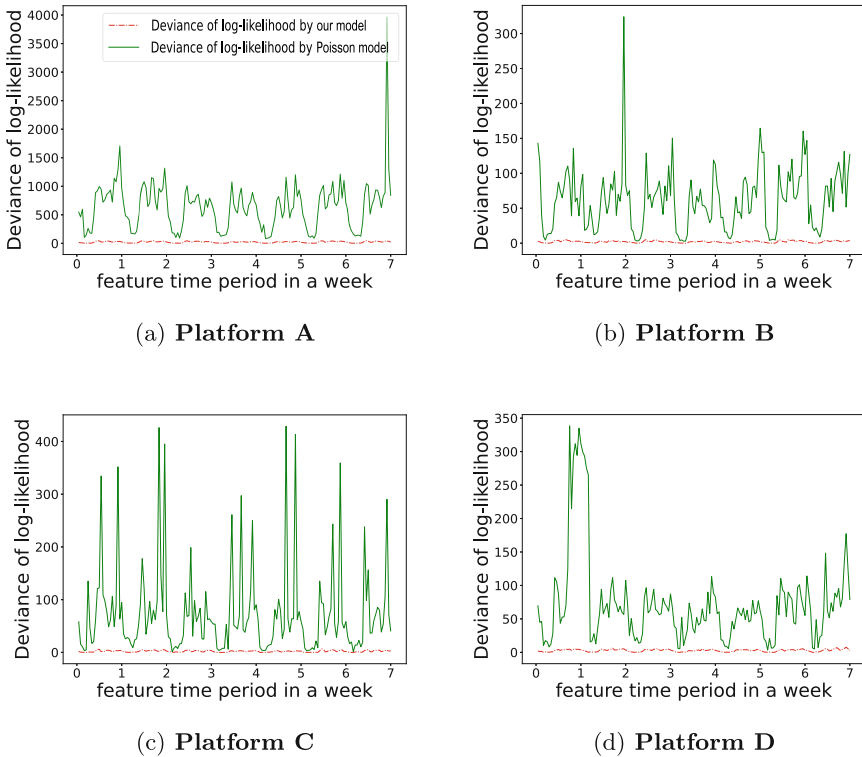 Deviance of log-likelihood by our model
Deviance of log-likelihood by Poisson model
Deviance of log-likelihood
4000
3500
3000
2500
2000
1500
1000
500
0
0 1 2 3 4 5 6 7
feature time period in a week
(a) Platform A
Deviance of log-likelihood
300
250
200
150
100
50
0
0 1 2 3 4 5 6 7
feature time period in a week
(b) Platform B
Deviance of log-likelihood
400
300
200
100
0
0 1 2 3 4 5 6 7
feature time period in a week
(c) Platform C
Deviance of log-likelihood
350
300
250
200
150
100
50
0
0 1 2 3 4 5 6 7
feature time period in a week
(d) Platform D